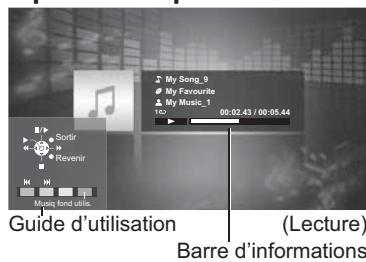 My Song_9
My Favourite
My Music_1
00:02.43 / 00:05.44
Sortir
Revenir
Musiq fond utilis.
Guide d'utilisation
(Lecture)
Barre d'informations